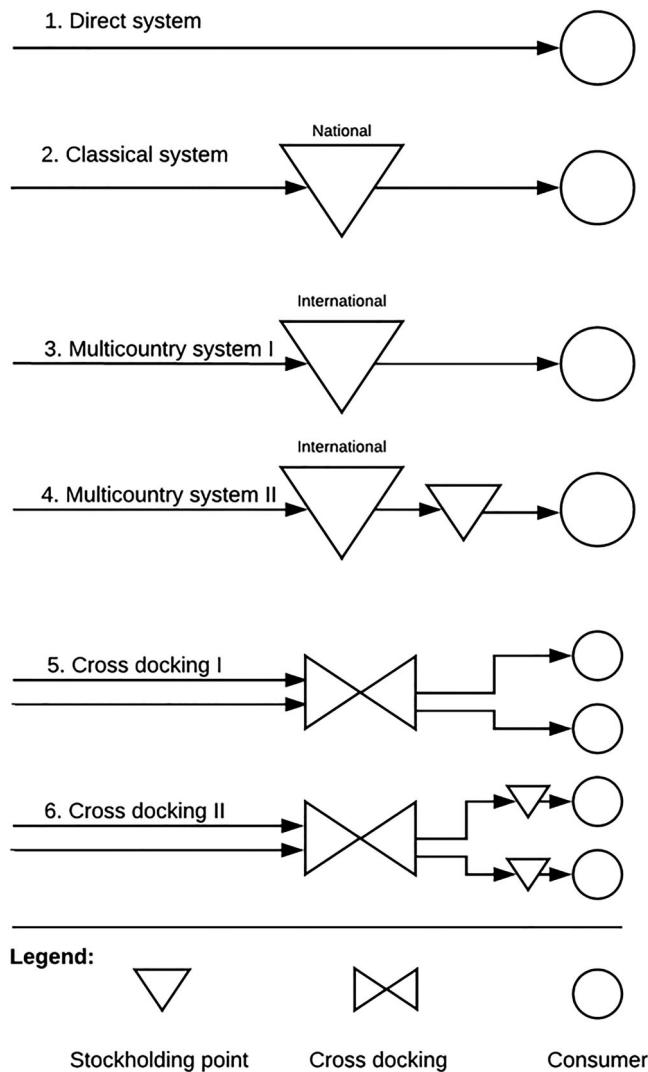 1. Direct system
National
2. Classical system
International
3. Multicountry system I
International
4. Multicountry system II
5. Cross docking I
6. Cross docking II
Legend:
Stockholding point
Cross docking
Consumer